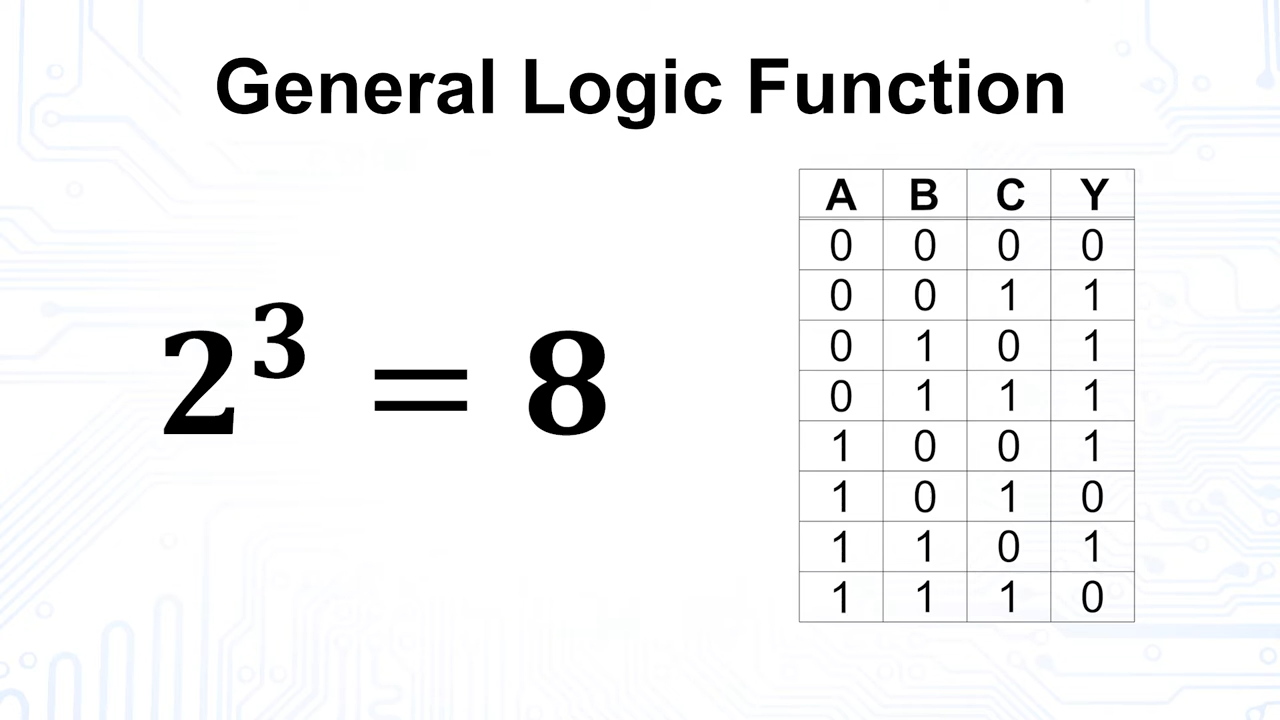 General Logic Function
2³ = 8
A B C Y
0 0 0 0
0 0 1 1
0 1 0 1
0 1 1 1
1 0 0 1
1 0 1 0
1 1 0 1
1 1 1 0